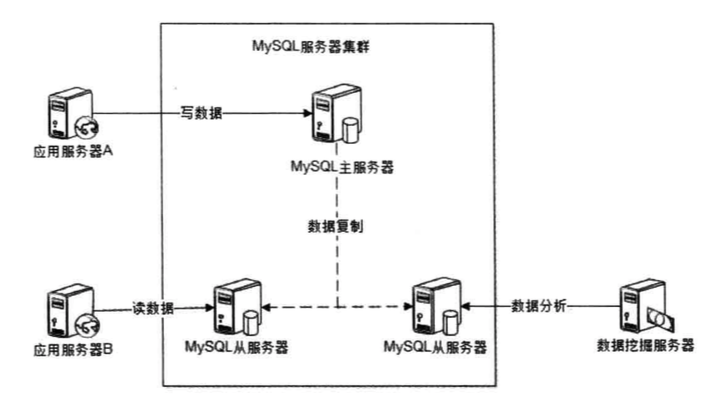 MySQL服务器集群
写数据
应用服务器A
MySQL主服务器
数据复制
读数据
数据分析
应用服务器B
MySQL从服务器
MySQL从服务器
数据挖掘服务器